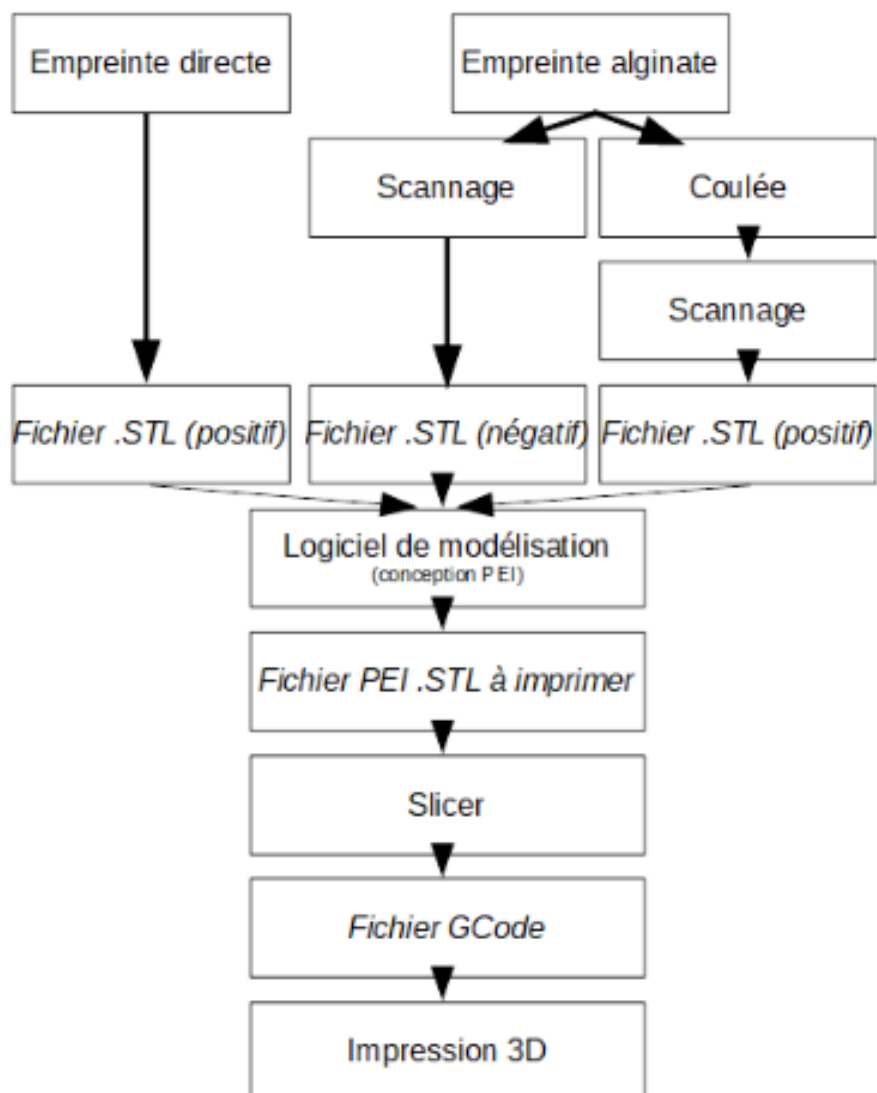 Empreinte directe
Empreinte alginate
Scannage
Coulée
Scannage
Fichier .STL (positif)
Fichier .STL (négatif)
Fichier .STL (positif)
Logiciel de modélisation
(conception PEI)
Fichier PEI .STL à imprimer
Slicer
Fichier GCode
Impression 3D